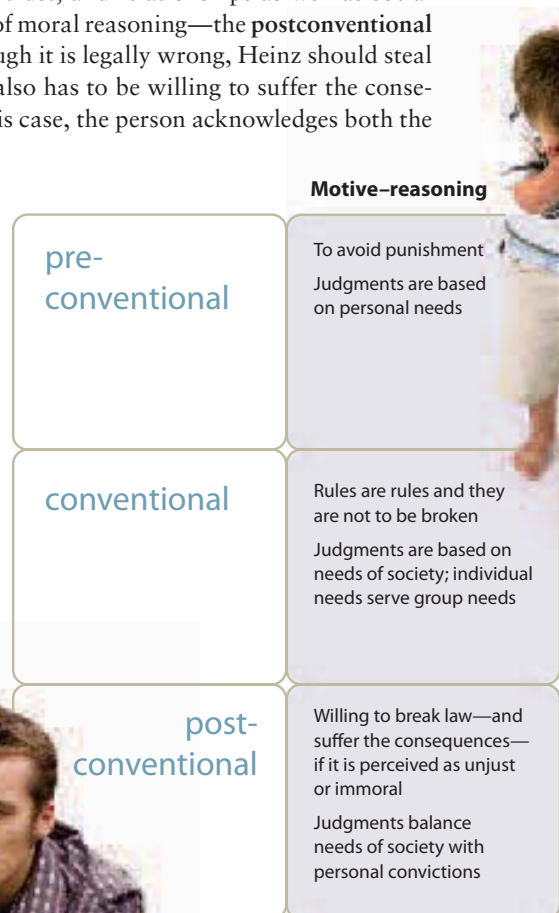 of moral reasoning—the postconventional
ugh it is legally wrong, Heinz should steal
also has to be willing to suffer the conse-
is case, the person acknowledges both the
Motive–reasoning
pre-
conventional
To avoid punishment
Judgments are based
on personal needs
conventional
Rules are rules and they
are not to be broken
Judgments are based on
needs of society; individual
needs serve group needs
post-
conventional
Willing to break law—and
suffer the consequences—
if it is perceived as unjust
or immoral
Judgments balance
needs of society with
personal convictions